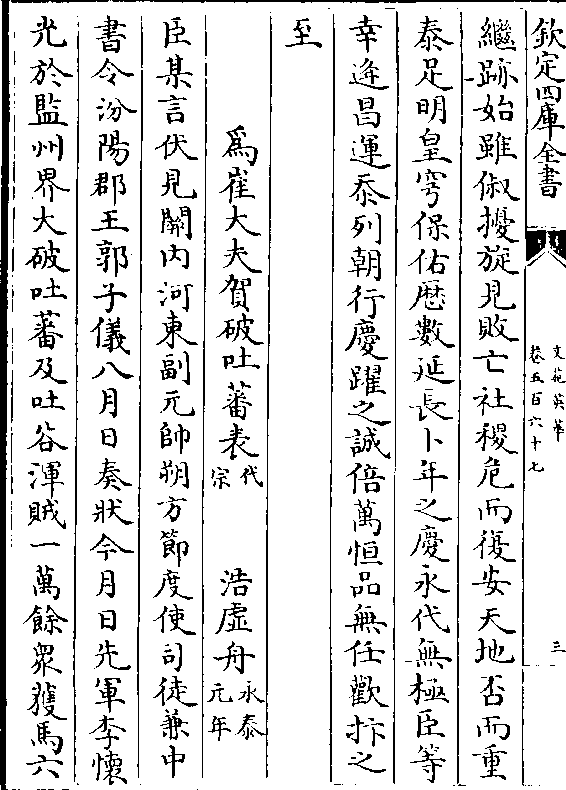 欽定四庫全書
文苑英華
卷五百六十七
三
繼跡始雖俶擾旋見敗亡社稷危而復安天地否而重
泰足明皇穹保佑厯數延長卜年之慶永代無極臣等
幸逢昌運忝列朝行慶躍之誠倍萬恒品無任歡抃之
至
爲崔大夫賀破吐蕃表代宗 浩虛舟永泰元年
臣某言伏見關内河東副元帥朔方節度使司徒兼中
書令汾陽郡王郭子儀八月日奏狀今月日先軍李懷
光於監州界大破吐蕃及吐谷渾賊一萬餘衆獲馬六